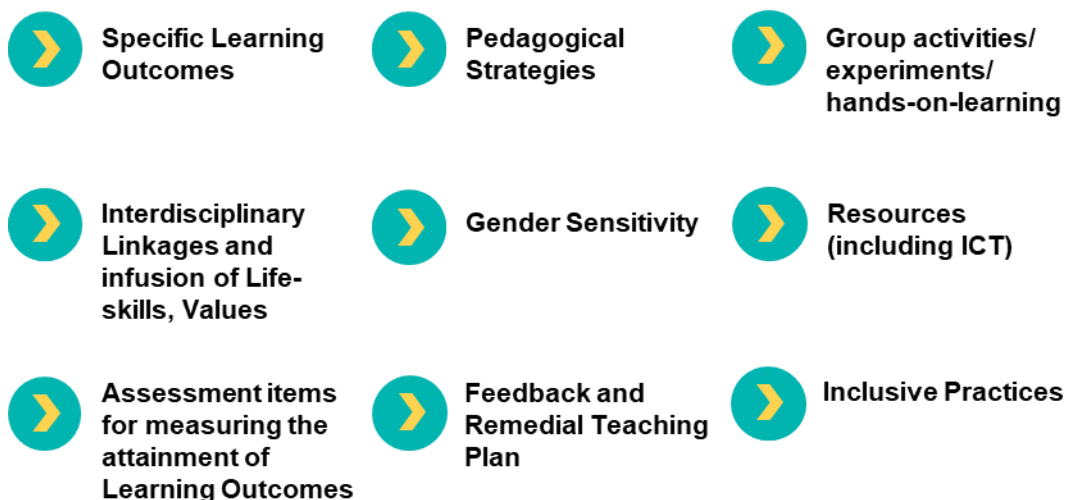 Specific Learning
Outcomes
Pedagogical
Strategies
Group activities/
experiments/
hands-on-learning
Interdisciplinary
Linkages and
infusion of Life-
skills, Values
Gender Sensitivity
Resources
(including ICT)
Assessment items
for measuring the
attainment of
Learning Outcomes
Feedback and
Remedial Teaching
Plan
Inclusive Practices